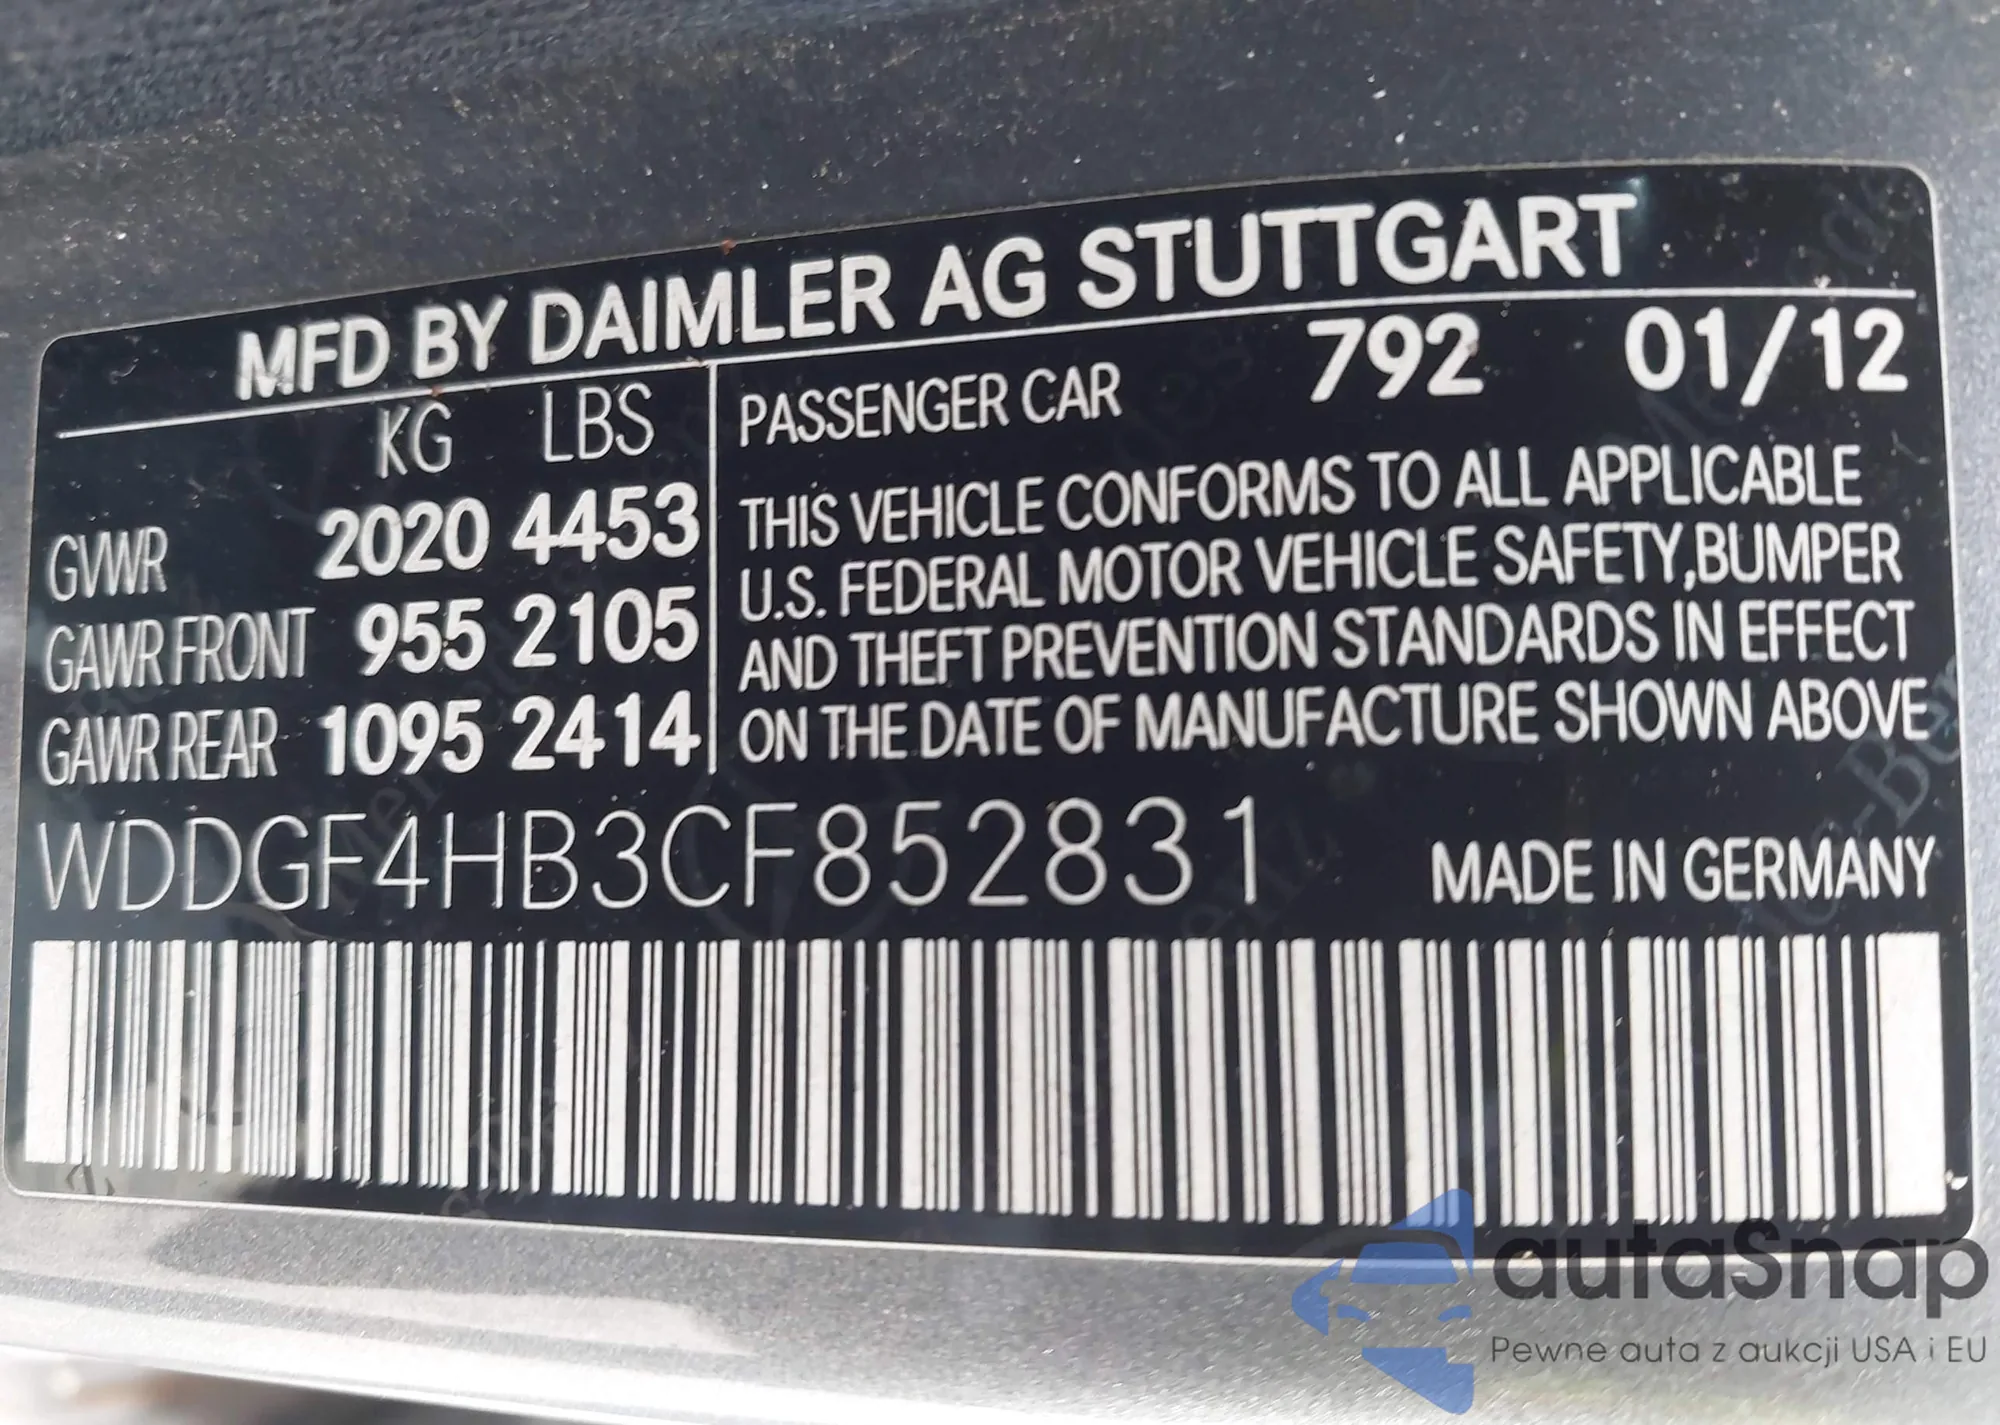 MFD BY DAIMLER AG STUTTGART
KG LBS
GVWR 2020 4453
GAWR FRONT 955 2105
GAWR REAR 1095 2414
PASSENGER CAR 792 01/12
THIS VEHICLE CONFORMS TO ALL APPLICABLE
U.S. FEDERAL MOTOR VEHICLE SAFETY,BUMPER
AND THEFT PREVENTION STANDARDS IN EFFECT
ON THE DATE OF MANUFACTURE SHOWN ABOVE
WDDGF4HB3CF852831 MADE IN GERMANY
autaSnap
Pewne auta z aukcji USA i EU